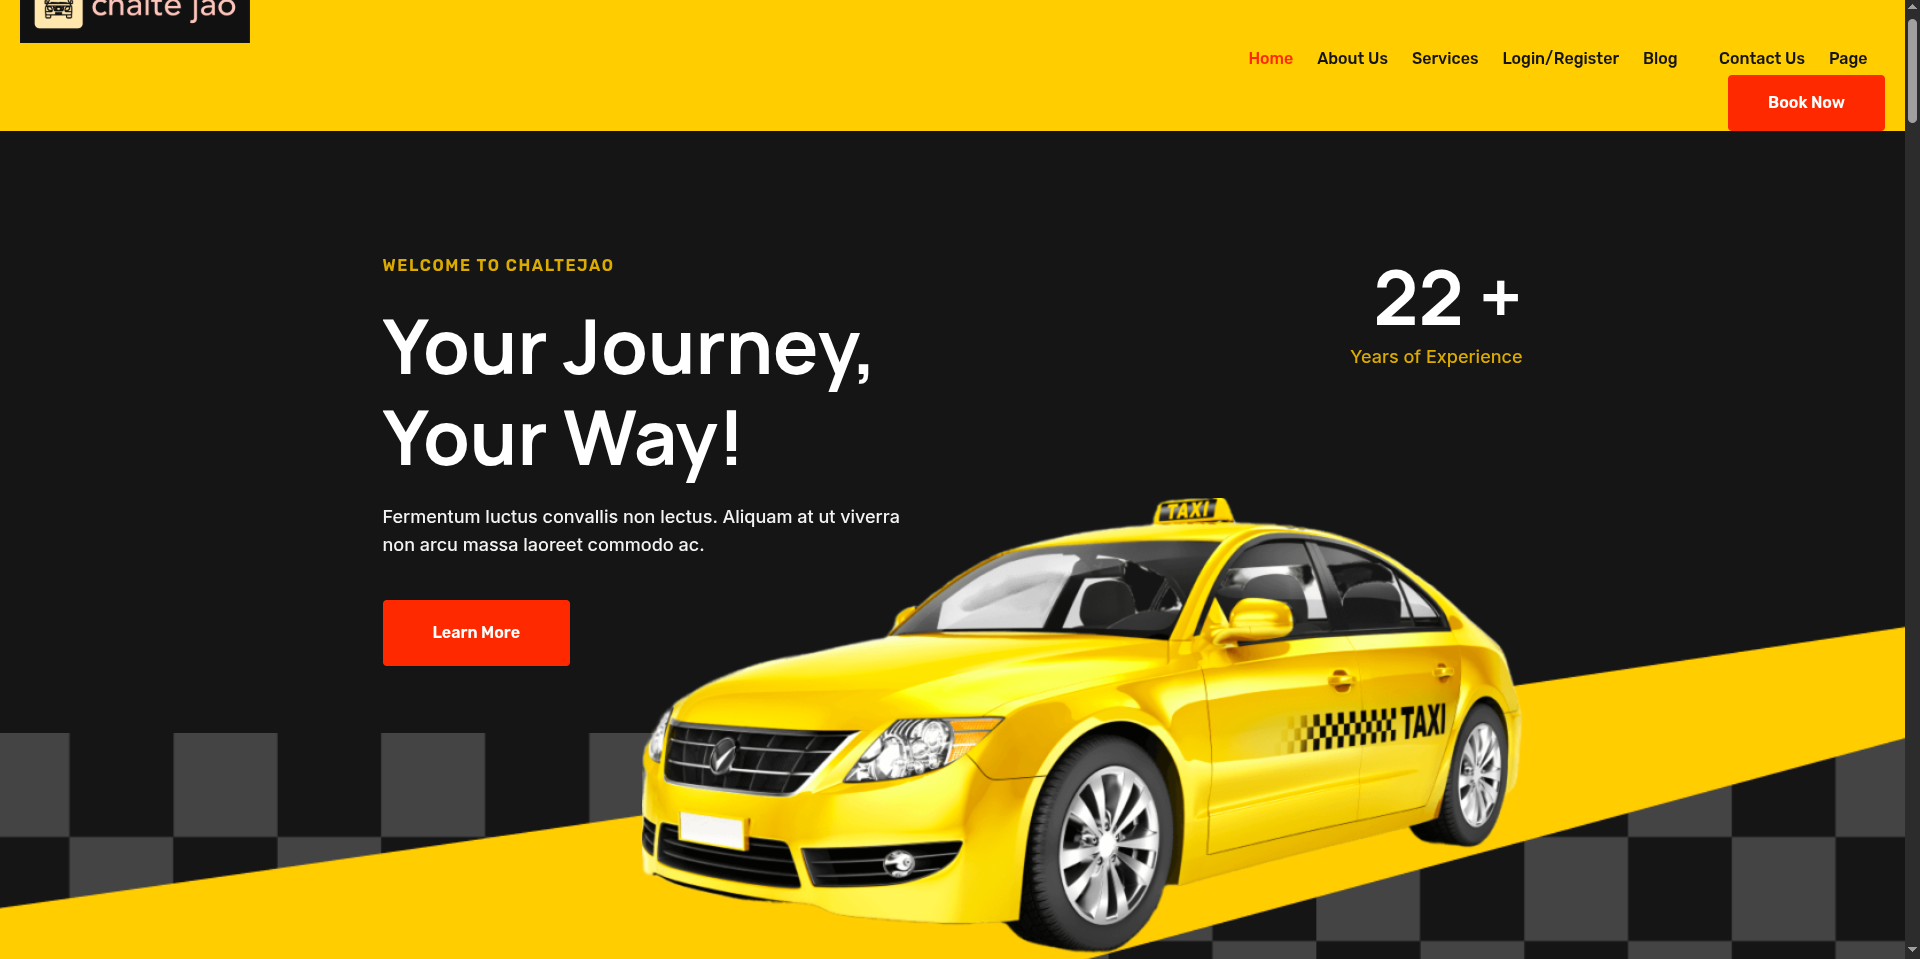 chalte jao
Home About Us Services Login/Register Blog Contact Us Page
Book Now
WELCOME TO CHALTEJAO
Your Journey,
Your Way!
22 +
Years of Experience
Fermentum luctus convallis non lectus. Aliquam at ut viverra
non arcu massa laoreet commodo ac.
Learn More
TAXI
TAXI